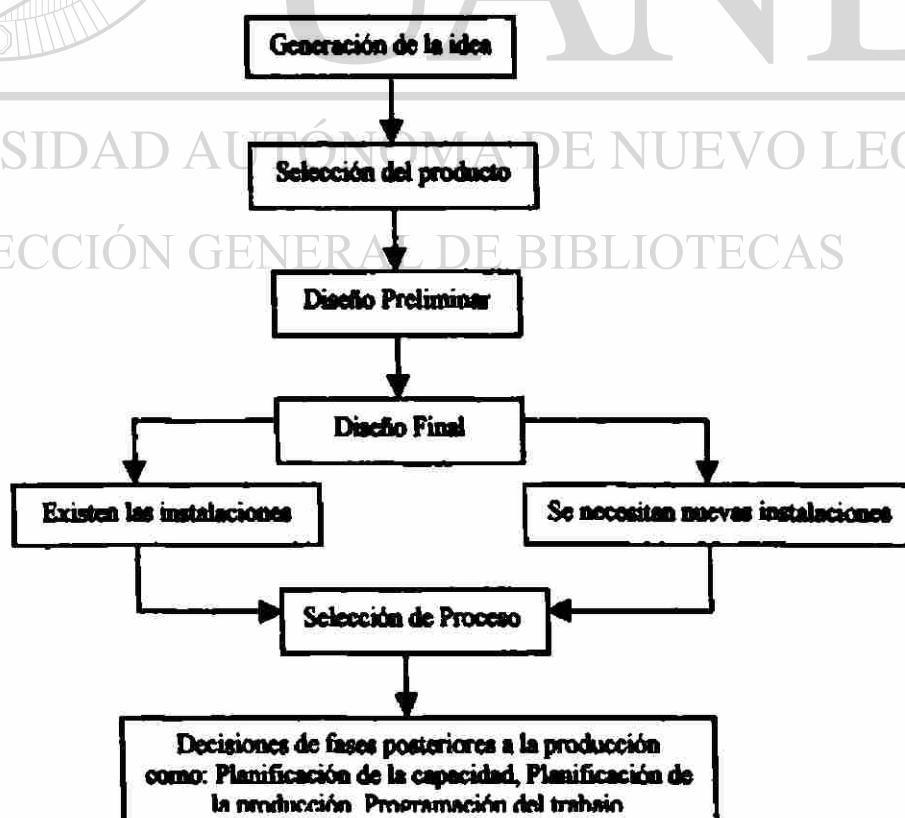 UANL
SIDAD AUTÓNOMA DE NUEVO LEÓ
ECCIÓN GENERAL DE BIBLIOTECAS
Generación de la idea
Selección del producto
Diseño Preliminar
Diseño Final
Existen las instalaciones
Se necesitan nuevas instalaciones
Selección de Proceso
Decisiones de fases posteriores a la producción
como: Planificación de la capacidad, Planificación de
la producción, Programación del trabajo